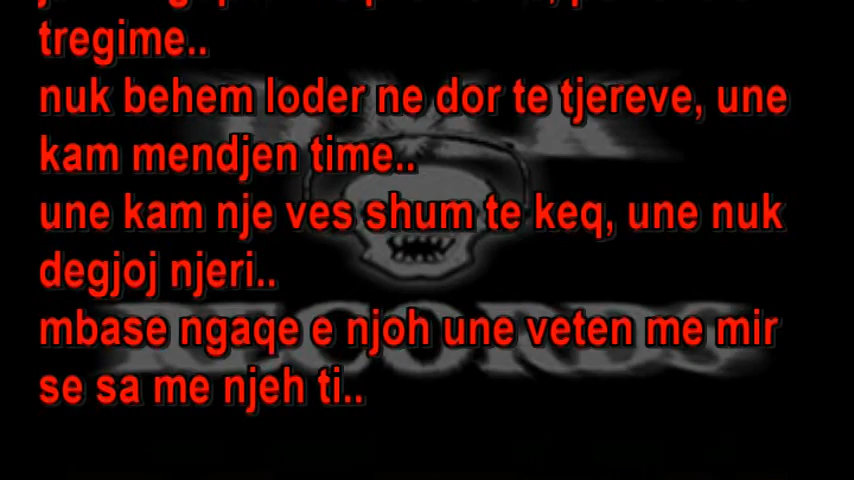 tregime..
nuk behem loder ne dor te tjereve, une
kam mendjen time..
une kam nje ves shum te keq, une nuk
degjoj njeri..
mbase ngaqe e njoh une veten me mir
se sa me njeh ti..
RECORDS